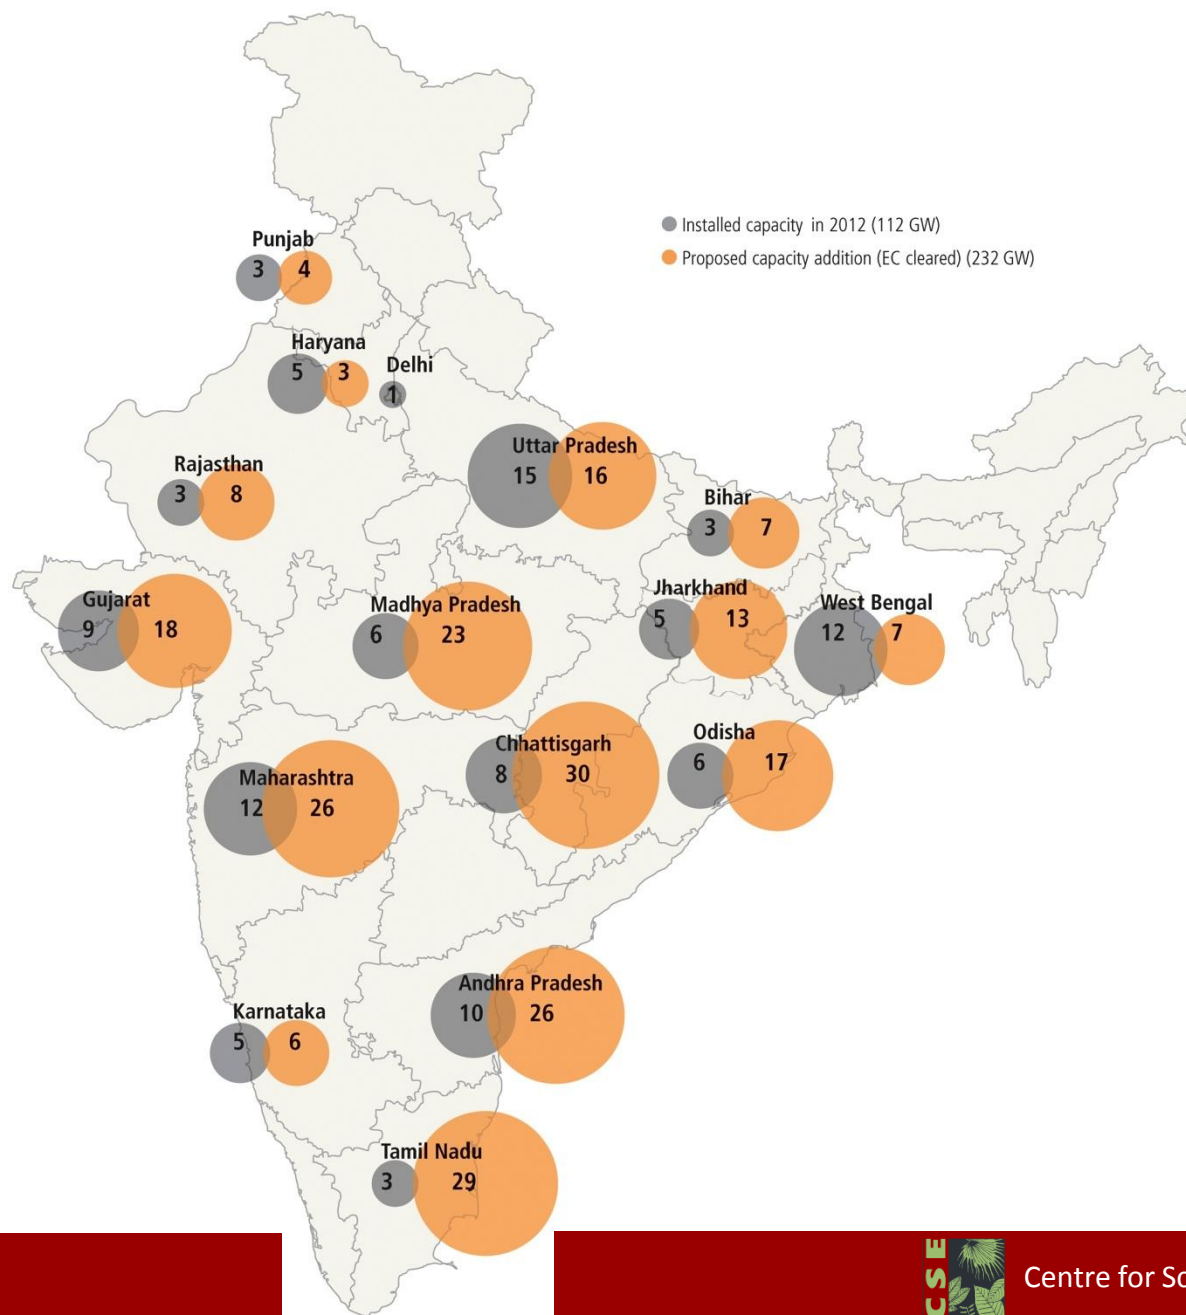 Installed capacity in 2012 (112 GW)
Proposed capacity addition (EC cleared) (232 GW)
Punjab
3 4
Haryana
5 3
Delhi
1
Uttar Pradesh
15 16
Rajasthan
3 8
Bihar
3 7
Gujarat
9 18
Madhya Pradesh
6 23
Jharkhand
5 13
West Bengal
12 7
Chhattisgarh
8 30
Odisha
6 17
Maharashtra
12 26
Andhra Pradesh
10 26
Karnataka
5 6
Tamil Nadu
3 29
CSE
Centre for